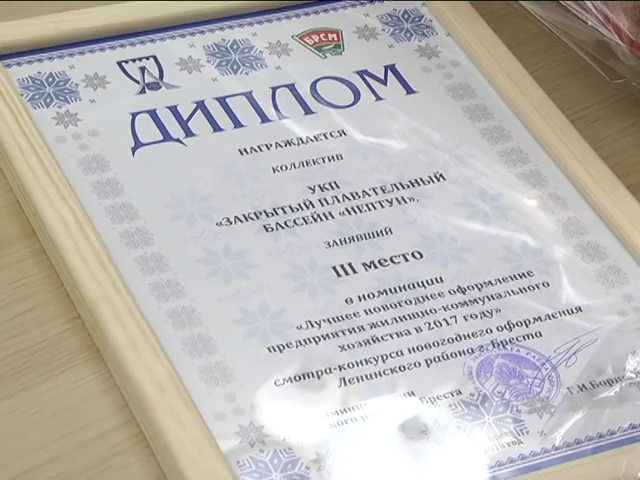 БРСМ
ДИПЛОМ
НАГРАЖДАЕТСЯ
КОЛЛЕКТИВ
УКП
«ЗАКРЫТЫЙ ПЛАВАТЕЛЬНЫЙ
БАССЕЙН «НЕПТУН»,
ЗАНЯВШИЙ
III место
в номинации
«Лучшее новогоднее оформление
предприятия жилищно-коммунального
хозяйства в 2017 году»
смотра-конкурса новогоднего оформления
Ленинского района г. Бреста
Бреста